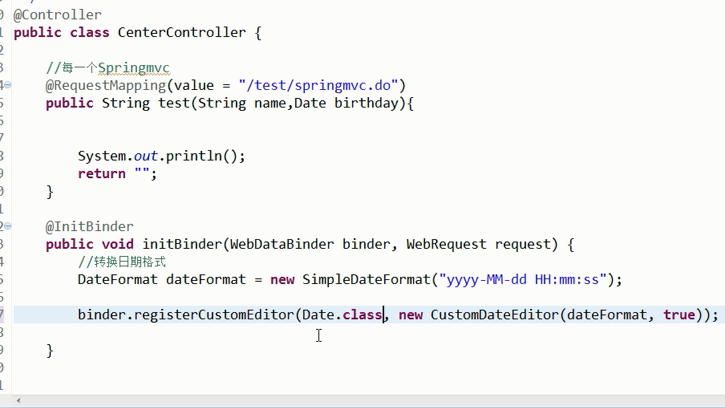 @Controller
public class CenterController {
//每一个Springmvc
@RequestMapping(value = "/test/springmvc.do")
public String test(String name,Date birthday){
System.out.println();
return "";
}
@InitBinder
public void initBinder(WebDataBinder binder, WebRequest request) {
//转换日期格式
DateFormat dateFormat = new SimpleDateFormat("yyyy-MM-dd HH:mm:ss");
binder.registerCustomEditor(Date.class, new CustomDateEditor(dateFormat, true));
}